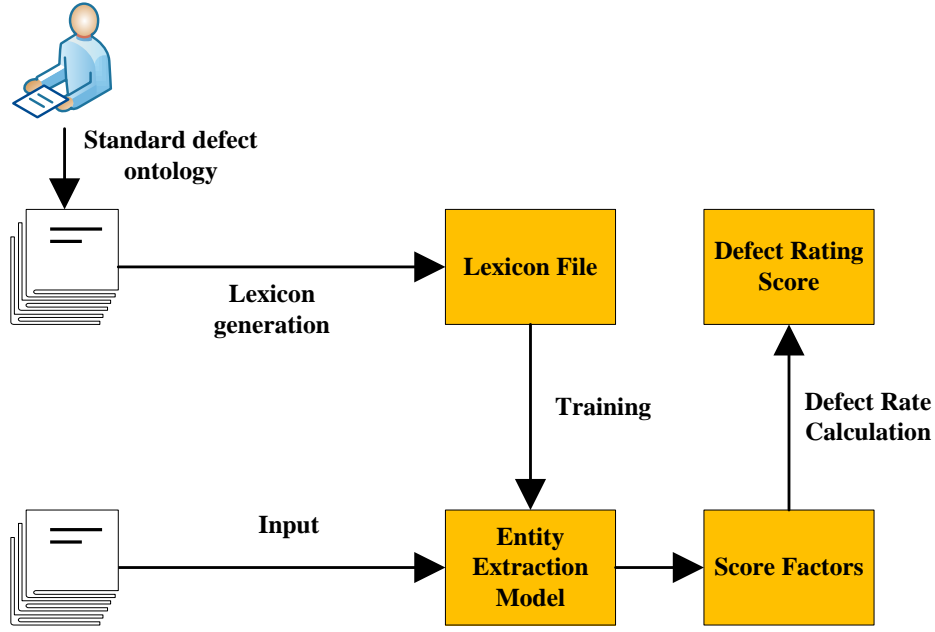 Standard defect
ontology
Lexicon File
Defect Rating
Score
Lexicon
generation
Training
Defect Rate
Calculation
Input
Entity
Extraction
Model
Score Factors